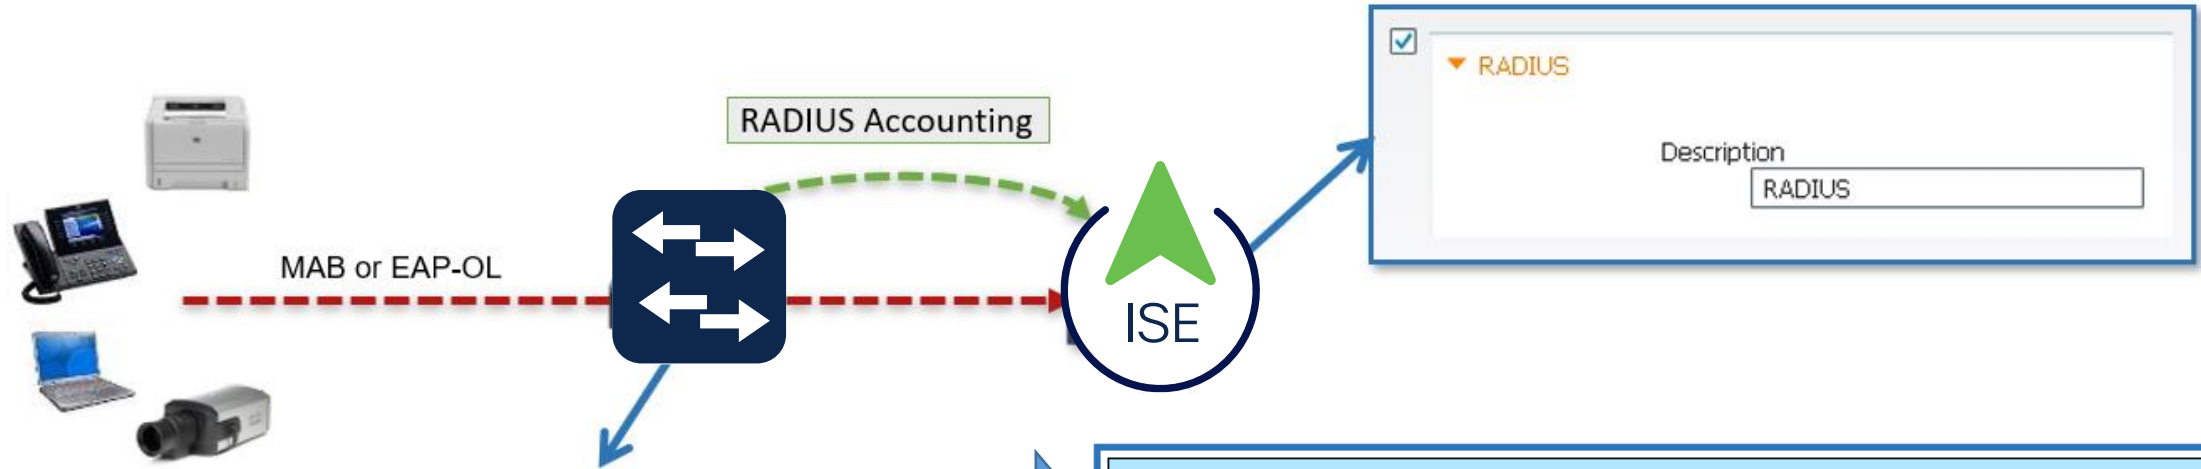 RADIUS
RADIUS Accounting
Description
RADIUS
MAB or EAP-OL
ISE